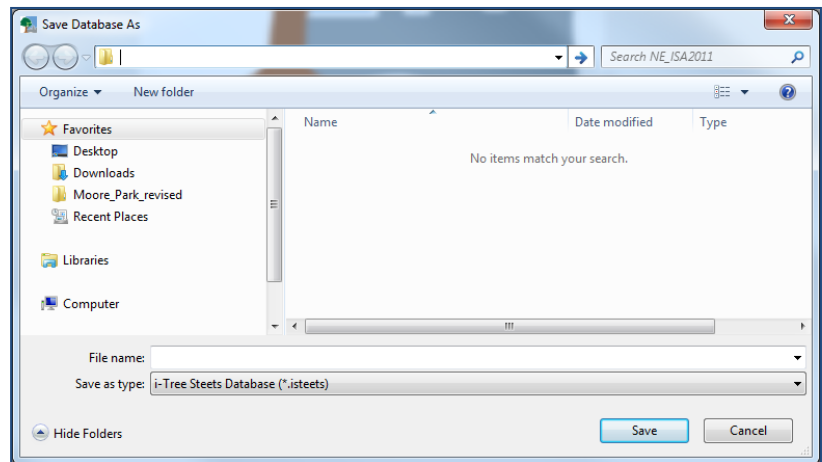 Save Database As
Search NE_ISA2011
Organize New folder
Favorites
Desktop
Downloads
Moore_Park_revised
Recent Places
Libraries
Computer
Name Date modified Type
No items match your search.
File name:
Save as type: i-Tree Steets Database (*.isteets)
Hide Folders Save Cancel